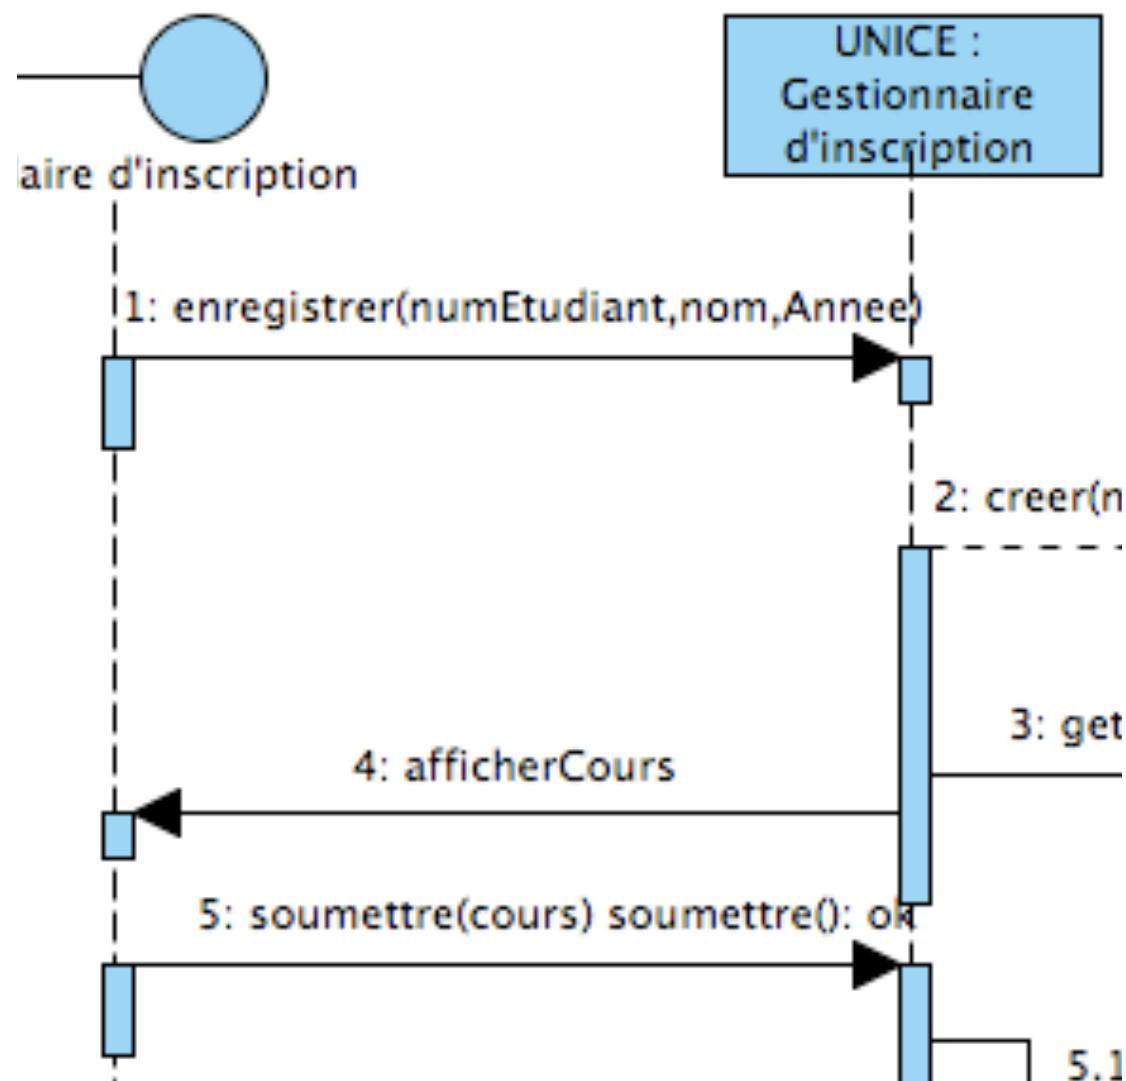 UNICE :
Gestionnaire
d'inscription
aire d'inscription
1: enregistrer(numEtudiant,nom,Annee)
2: creer(n
3: get
4: afficherCours
5: soumettre(cours) soumettre(): ok
5.1